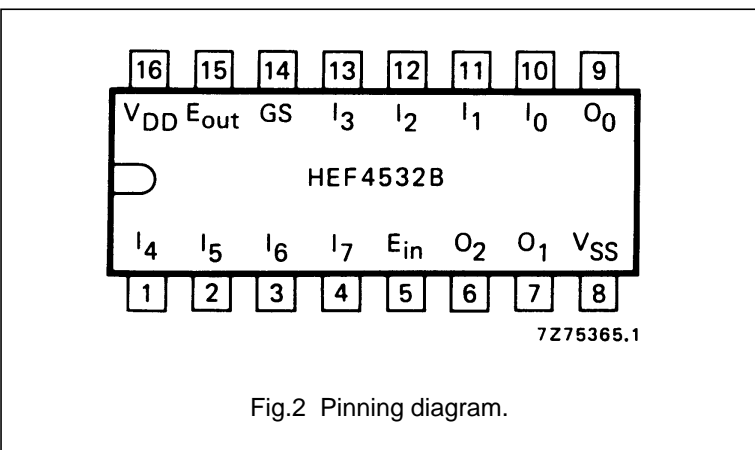 16 15 14 13 12 11 10 9
VDD Eout GS I3 I2 I1 I0 O0
HEF4532B
I4 I5 I6 I7 Ein O2 O1 VSS
1 2 3 4 5 6 7 8
7Z75365.1
Fig.2 Pinning diagram.